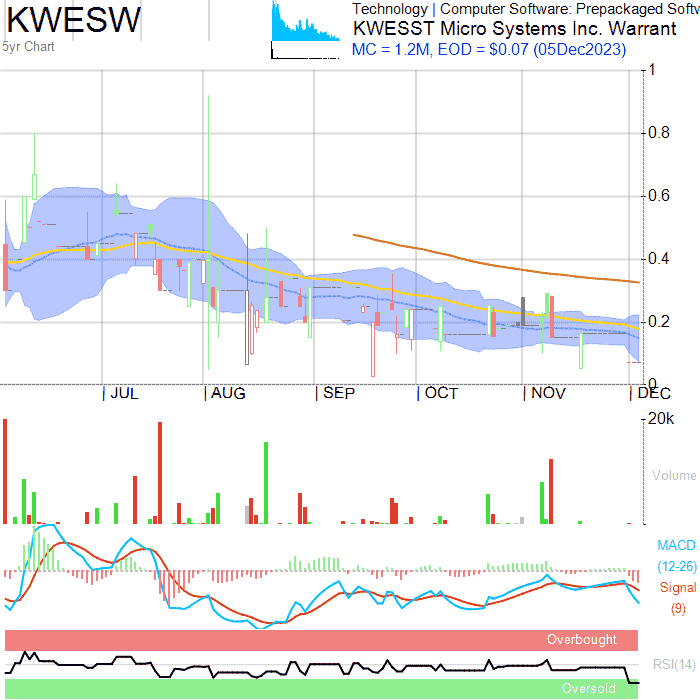 KWESW
5yr Chart
Technology | Computer Software: Prepackaged Softw
KWESST Micro Systems Inc. Warrant
MC = 1.2M, EOD = $0.07 (05Dec2023)
1
0.8
0.6
0.4
0.2
0
JUL AUG SEP OCT NOV DEC
20k
Volume
MACD
(12-26)
Signal
(9)
Overbought
RSI(14)
Oversold